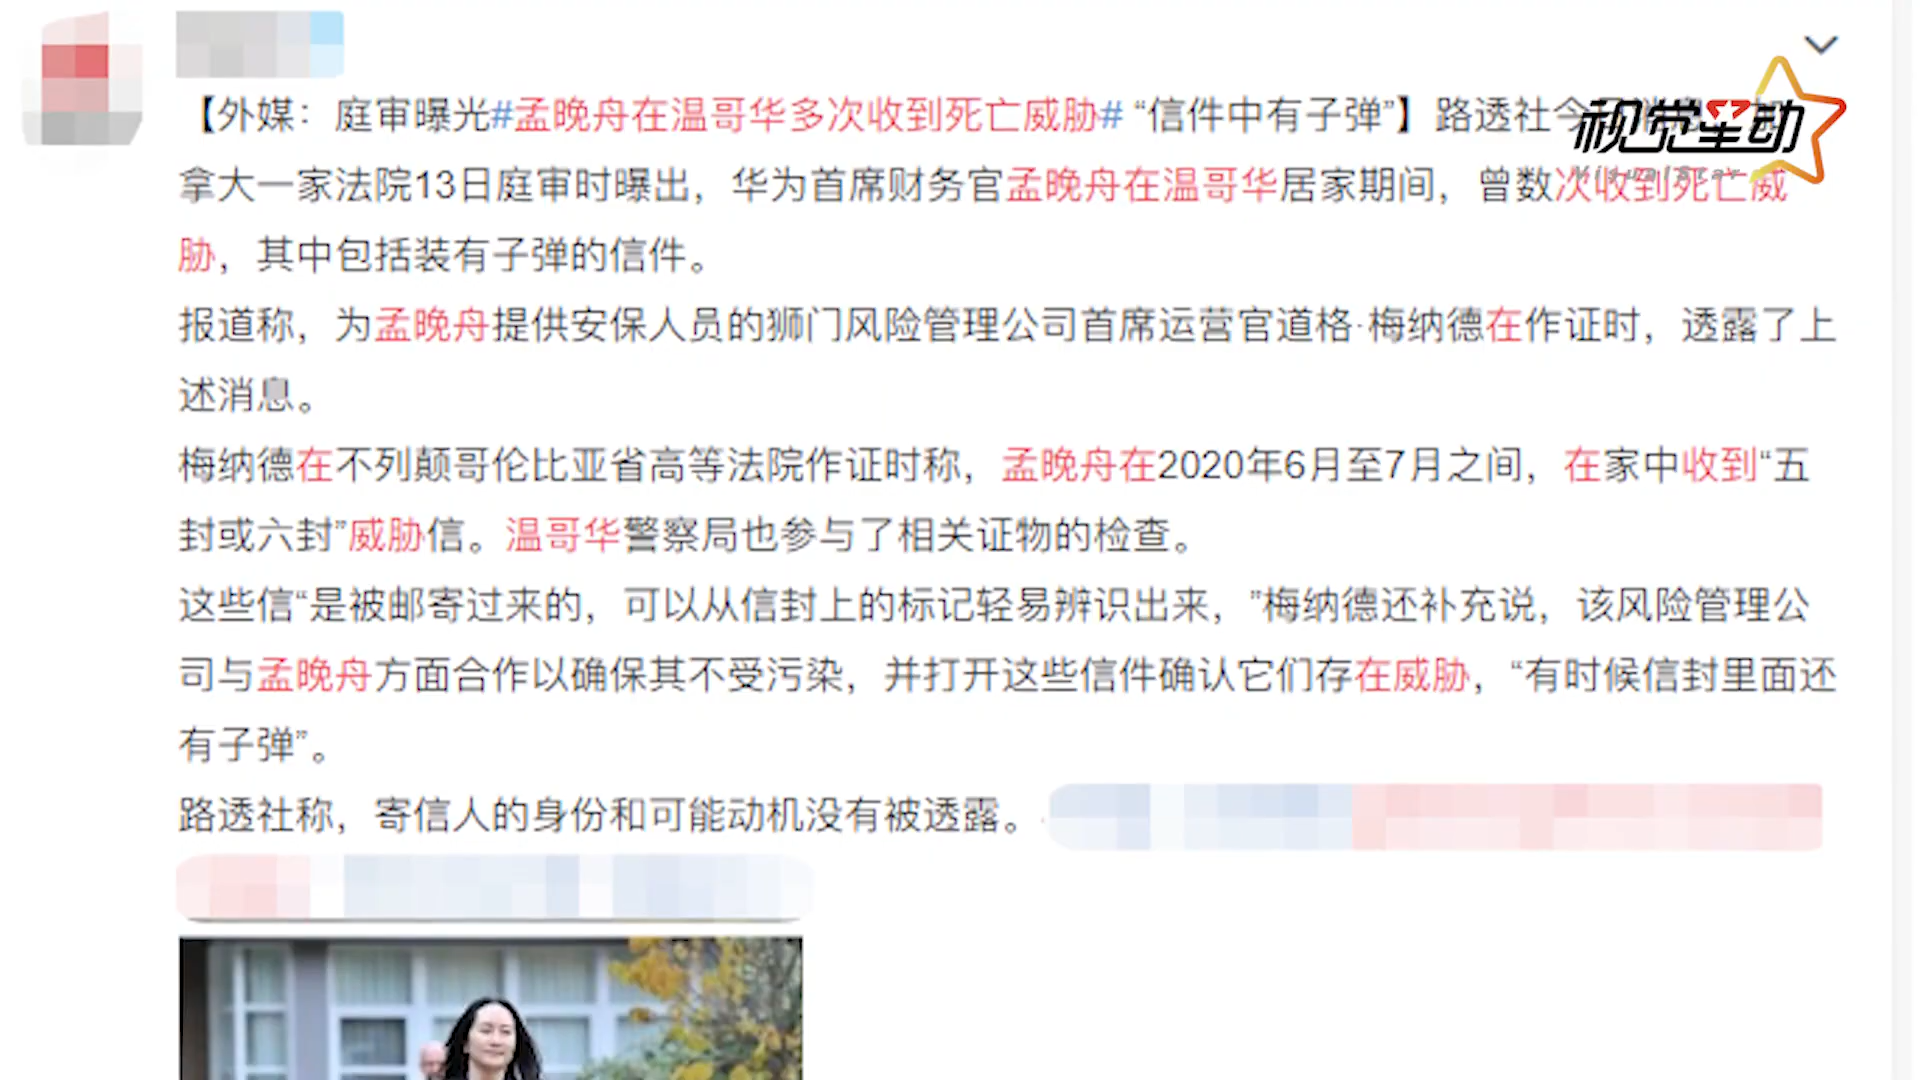 【外媒：庭审曝光#孟晚舟在温哥华多次收到死亡威胁# “信件中有子弹”】路透社今
视觉星动
VisualStar
拿大一家法院13日庭审时曝出，华为首席财务官孟晚舟在温哥华居家期间，曾数次收到死亡威
胁，其中包括装有子弹的信件。
报道称，为孟晚舟提供安保人员的狮门风险管理公司首席运营官道格·梅纳德在作证时，透露了上
述消息。
梅纳德在不列颠哥伦比亚省高等法院作证时称，孟晚舟在2020年6月至7月之间，在家中收到“五
封或六封”威胁信。温哥华警察局也参与了相关证物的检查。
这些信“是被邮寄过来的，可以从信封上的标记轻易辨识出来，”梅纳德还补充说，该风险管理公
司与孟晚舟方面合作以确保其不受污染，并打开这些信件确认它们存在威胁，“有时候信封里面还
有子弹”。
路透社称，寄信人的身份和可能动机没有被透露。